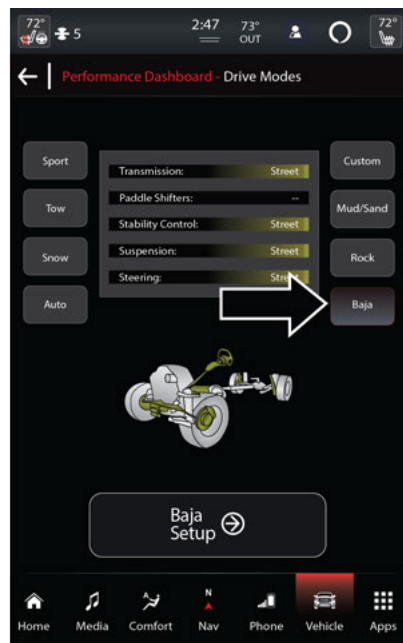 72°
5
2:47
73°
OUT
72°
Performance Dashboard - Drive Modes
Sport
Tow
Snow
Auto
Transmission: Street
Paddle Shifters: --
Stability Control: Street
Suspension: Street
Steering:
Custom
Mud/Sand
Rock
Baja
Baja
Setup
Home
Media
A
Comfort
N
Nav
Phone
Vehicle
Apps